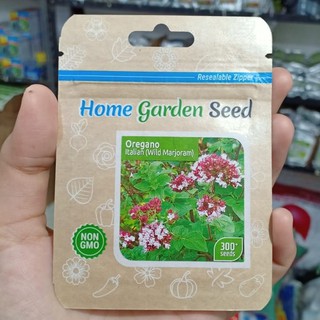 Resealable Zipper
Home Garden Seed
Oregano
Italian (Wild Marjoram)
NON
GMO
300+
seeds